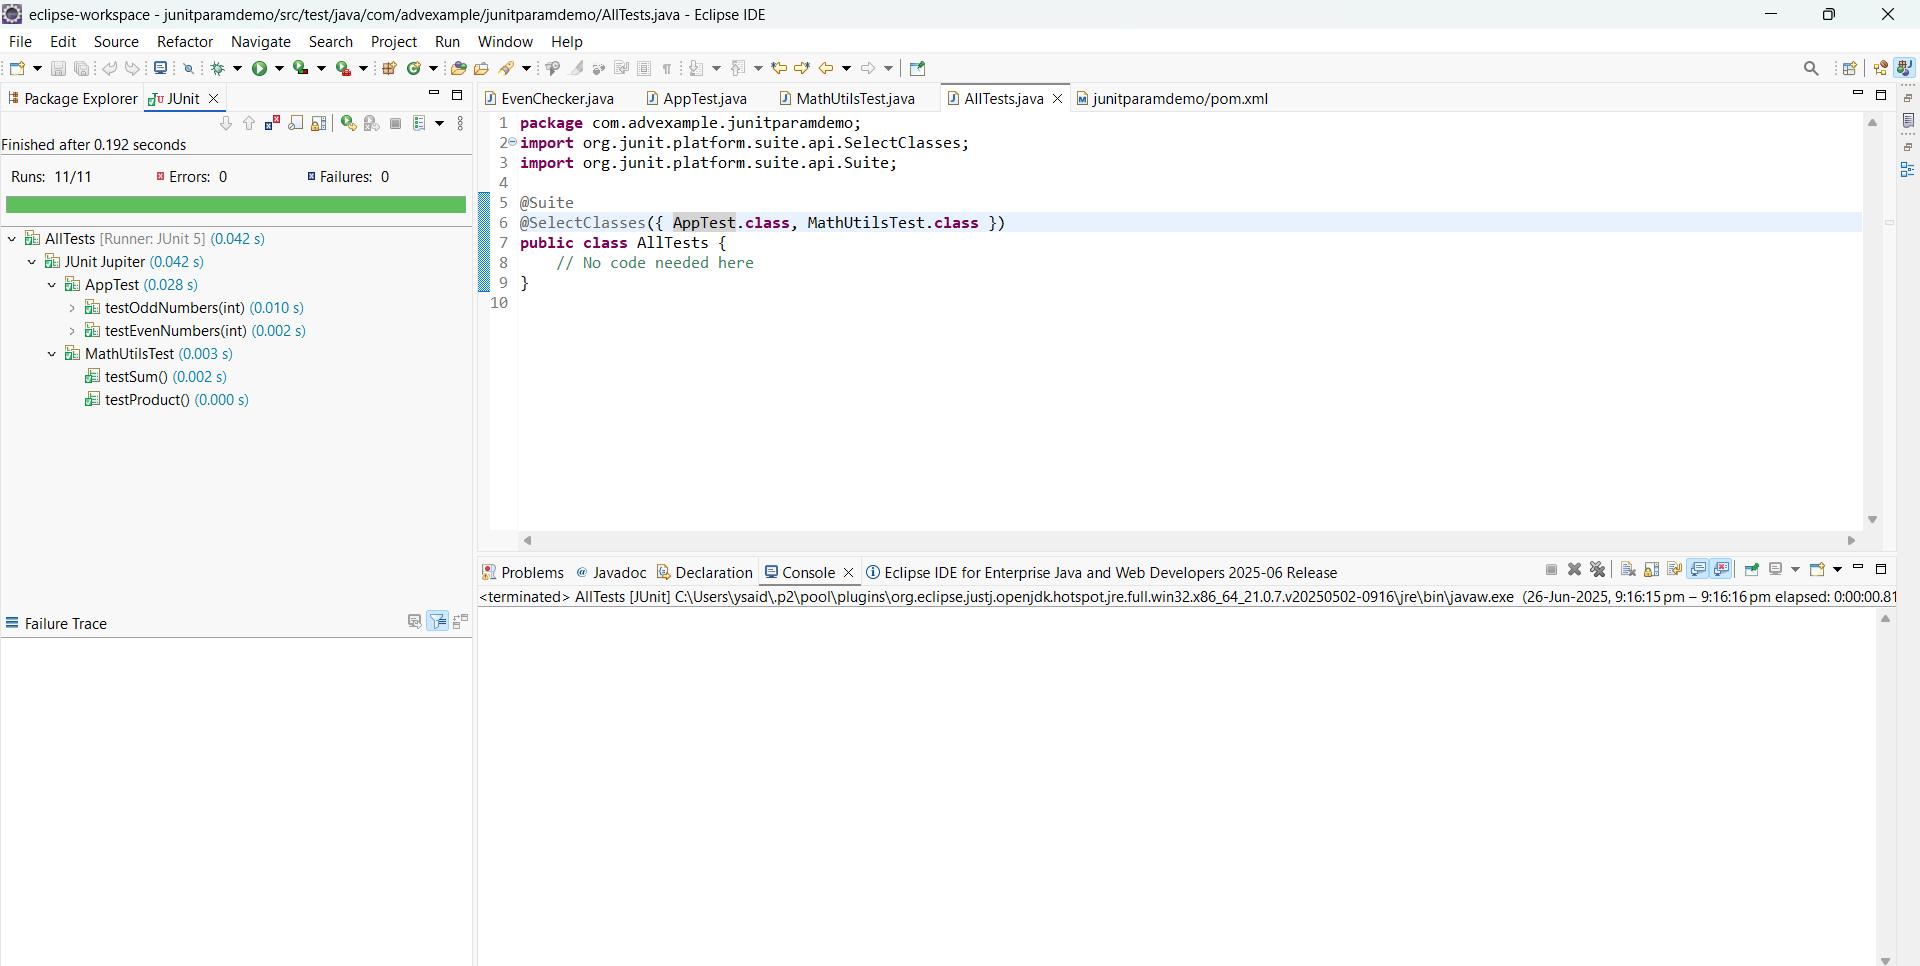 eclipse-workspace - junitparamdemo/src/test/java/com/advexample/junitparamdemo/AllTests.java - Eclipse IDE
File Edit Source Refactor Navigate Search Project Run Window Help
Package Explorer JUnit
Finished after 0.192 seconds
Runs: 11/11 Errors: 0 Failures: 0
AllTests [Runner: JUnit 5] (0.042 s)
JUnit Jupiter (0.042 s)
AppTest (0.028 s)
testOddNumbers(int) (0.010 s)
testEvenNumbers(int) (0.002 s)
MathUtilsTest (0.003 s)
testSum() (0.002 s)
testProduct() (0.000 s)
Failure Trace
EvenChecker.java AppTest.java MathUtilsTest.java AllTests.java junitparamdemo/pom.xml
1 package com.advexample.junitparamdemo;
2 import org.junit.platform.suite.api.SelectClasses;
3 import org.junit.platform.suite.api.Suite;
4
5 @Suite
6 @SelectClasses({ AppTest.class, MathUtilsTest.class })
7 public class AllTests {
8 // No code needed here
9 }
10
Problems Javadoc Declaration Console Eclipse IDE for Enterprise Java and Web Developers 2025-06 Release
<terminated> AllTests [JUnit] C:\Users\ysaid\.p2\pool\plugins\org.eclipse.justj.openjdk.hotspot.jre.full.win32.x86_64_21.0.7.v20250502-0916\jre\bin\javaw.exe (26-Jun-2025, 9:16:15 pm – 9:16:16 pm elapsed: 0:00:00.81